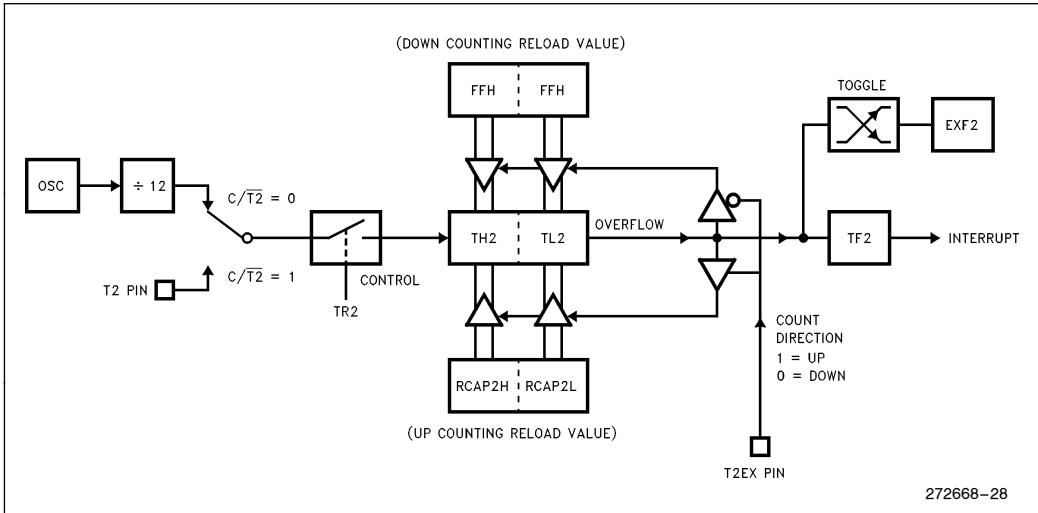 (DOWN COUNTING RELOAD VALUE)
FFH FFH
TOGGLE
EXF2
OSC
÷ 12
C/T2̅ = 0
TH2 TL2
OVERFLOW
TF2
INTERRUPT
C/T2̅ = 1
CONTROL
T2 PIN
TR2
COUNT
DIRECTION
1 = UP
0 = DOWN
RCAP2H RCAP2L
(UP COUNTING RELOAD VALUE)
T2EX PIN
272668–28